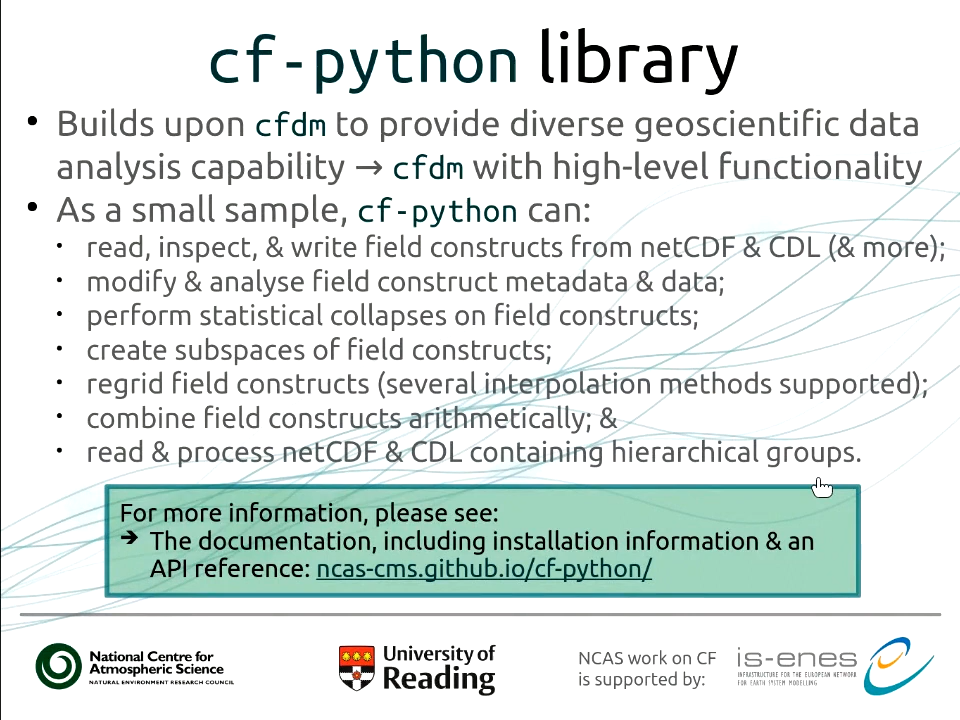 cf-python library
• Builds upon cfdm to provide diverse geoscientific data
analysis capability → cfdm with high-level functionality
• As a small sample, cf-python can:
• read, inspect, & write field constructs from netCDF & CDL (& more);
• modify & analyse field construct metadata & data;
• perform statistical collapses on field constructs;
• create subspaces of field constructs;
• regrid field constructs (several interpolation methods supported);
• combine field constructs arithmetically; &
• read & process netCDF & CDL containing hierarchical groups.
For more information, please see:
➔ The documentation, including installation information & an
API reference: ncas-cms.github.io/cf-python/
National Centre for
Atmospheric Science
NATURAL ENVIRONMENT RESEARCH COUNCIL
University of
Reading
NCAS work on CF
is supported by:
is-enes
INFRASTRUCTURE FOR THE EUROPEAN NETWORK
FOR EARTH SYSTEM MODELLING